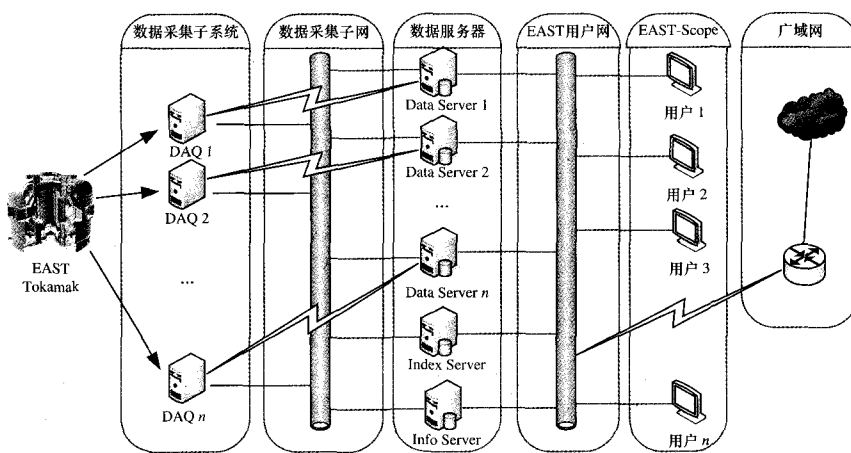 数据采集子系统
数据采集子网
数据服务器
EAST用户网
EAST-Scope
广域网
EAST
Tokamak
DAQ 1
DAQ 2
...
DAQ n
Data Server 1
Data Server 2
...
Data Server n
Index Server
Info Server
用户 1
用户 2
用户 3
用户 n